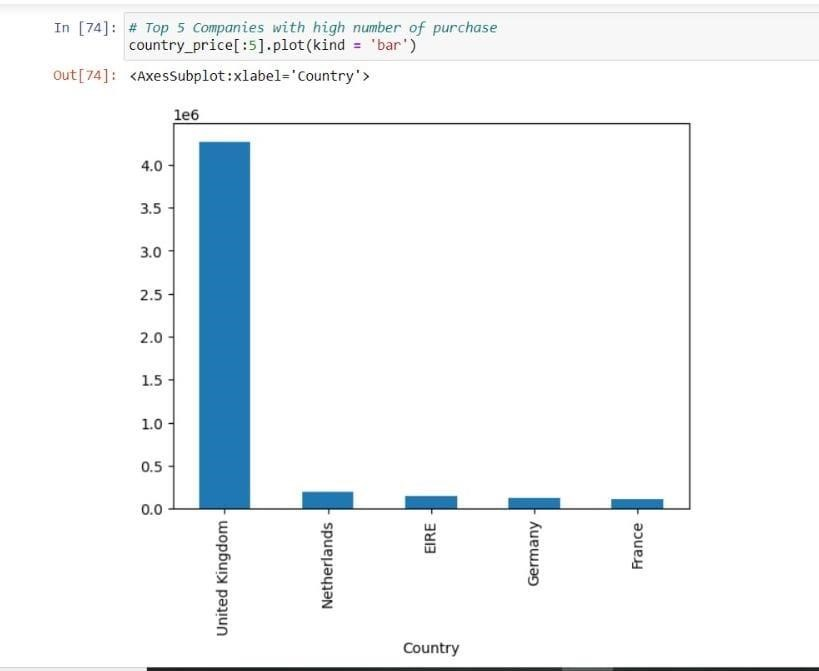 In [74]: # Top 5 Companies with high number of purchase
country_price[:5].plot(kind = 'bar')
Out[74]: <AxesSubplot:xlabel='Country'>
1e6
4.0
3.5
3.0
2.5
2.0
1.5
1.0
0.5
0.0
United Kingdom
Netherlands
EIRE
Germany
France
Country